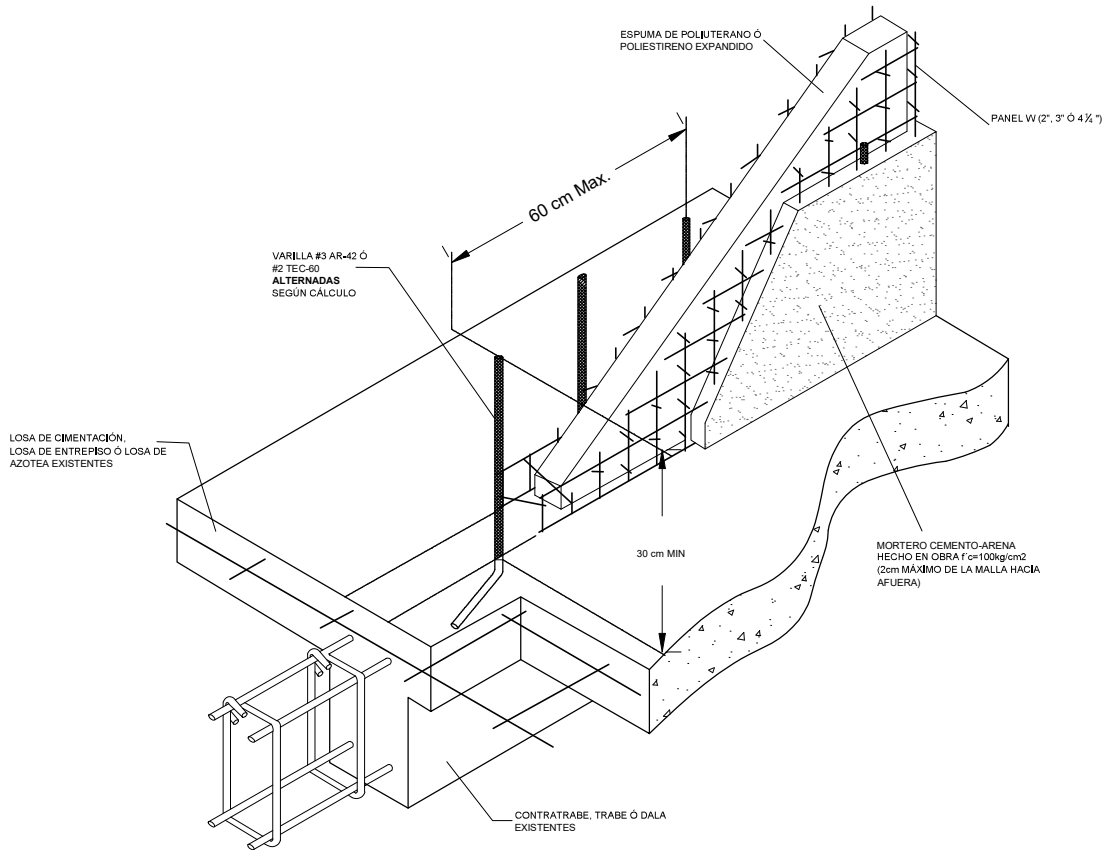 ESPUMA DE POLIUTERANO Ó
POLIESTIRENO EXPANDIDO
PANEL W (2", 3" Ó 4 ¼ ")
60 cm Max.
VARILLA #3 AR-42 Ó
#2 TEC-60
ALTERNADAS
SEGÚN CÁLCULO
LOSA DE CIMENTACIÓN,
LOSA DE ENTREPISO Ó LOSA DE
AZOTEA EXISTENTES
30 cm MIN
MORTERO CEMENTO-ARENA
HECHO EN OBRA f´c=100kg/cm2
(2cm MÁXIMO DE LA MALLA HACIA
AFUERA)
CONTRATRABE, TRABE Ó DALA
EXISTENTES